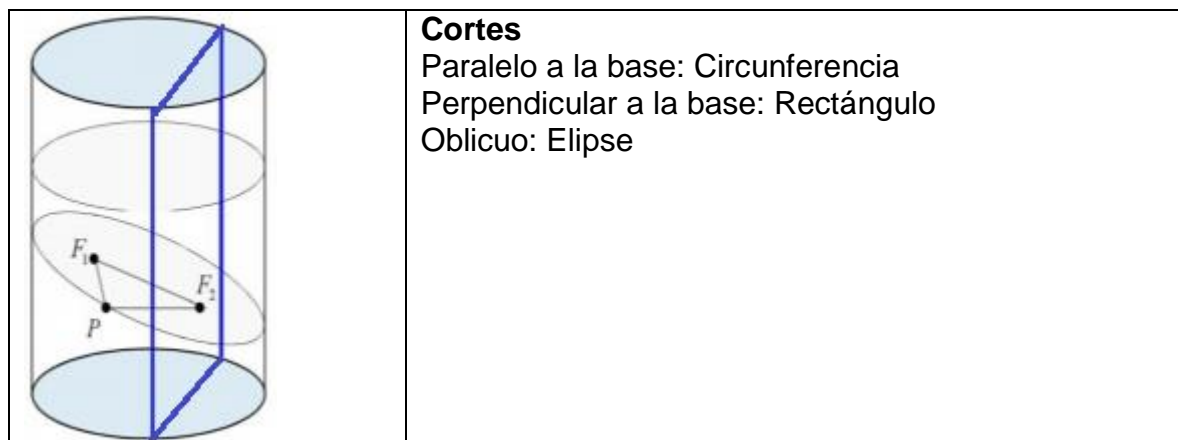 Cortes
Paralelo a la base: Circunferencia
Perpendicular a la base: Rectángulo
Oblicuo: Elipse
F₁
F₂
P